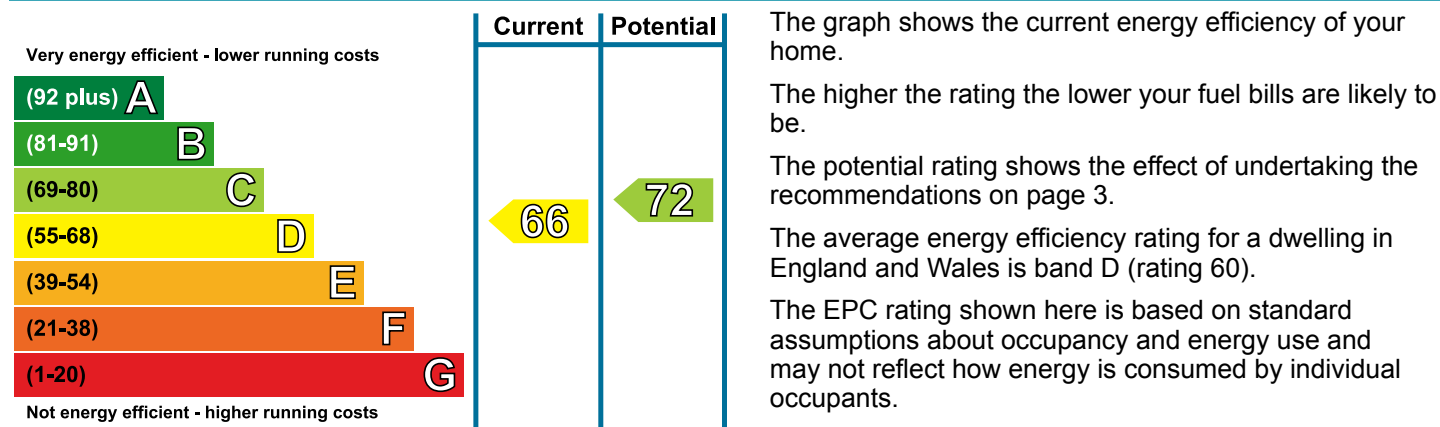 Current Potential
Very energy efficient - lower running costs
(92 plus) A
(81-91) B
(69-80) C
(55-68) D
(39-54) E
(21-38) F
(1-20) G
Not energy efficient - higher running costs
66
72
The graph shows the current energy efficiency of your
home.
The higher the rating the lower your fuel bills are likely to
be.
The potential rating shows the effect of undertaking the
recommendations on page 3.
The average energy efficiency rating for a dwelling in
England and Wales is band D (rating 60).
The EPC rating shown here is based on standard
assumptions about occupancy and energy use and
may not reflect how energy is consumed by individual
occupants.